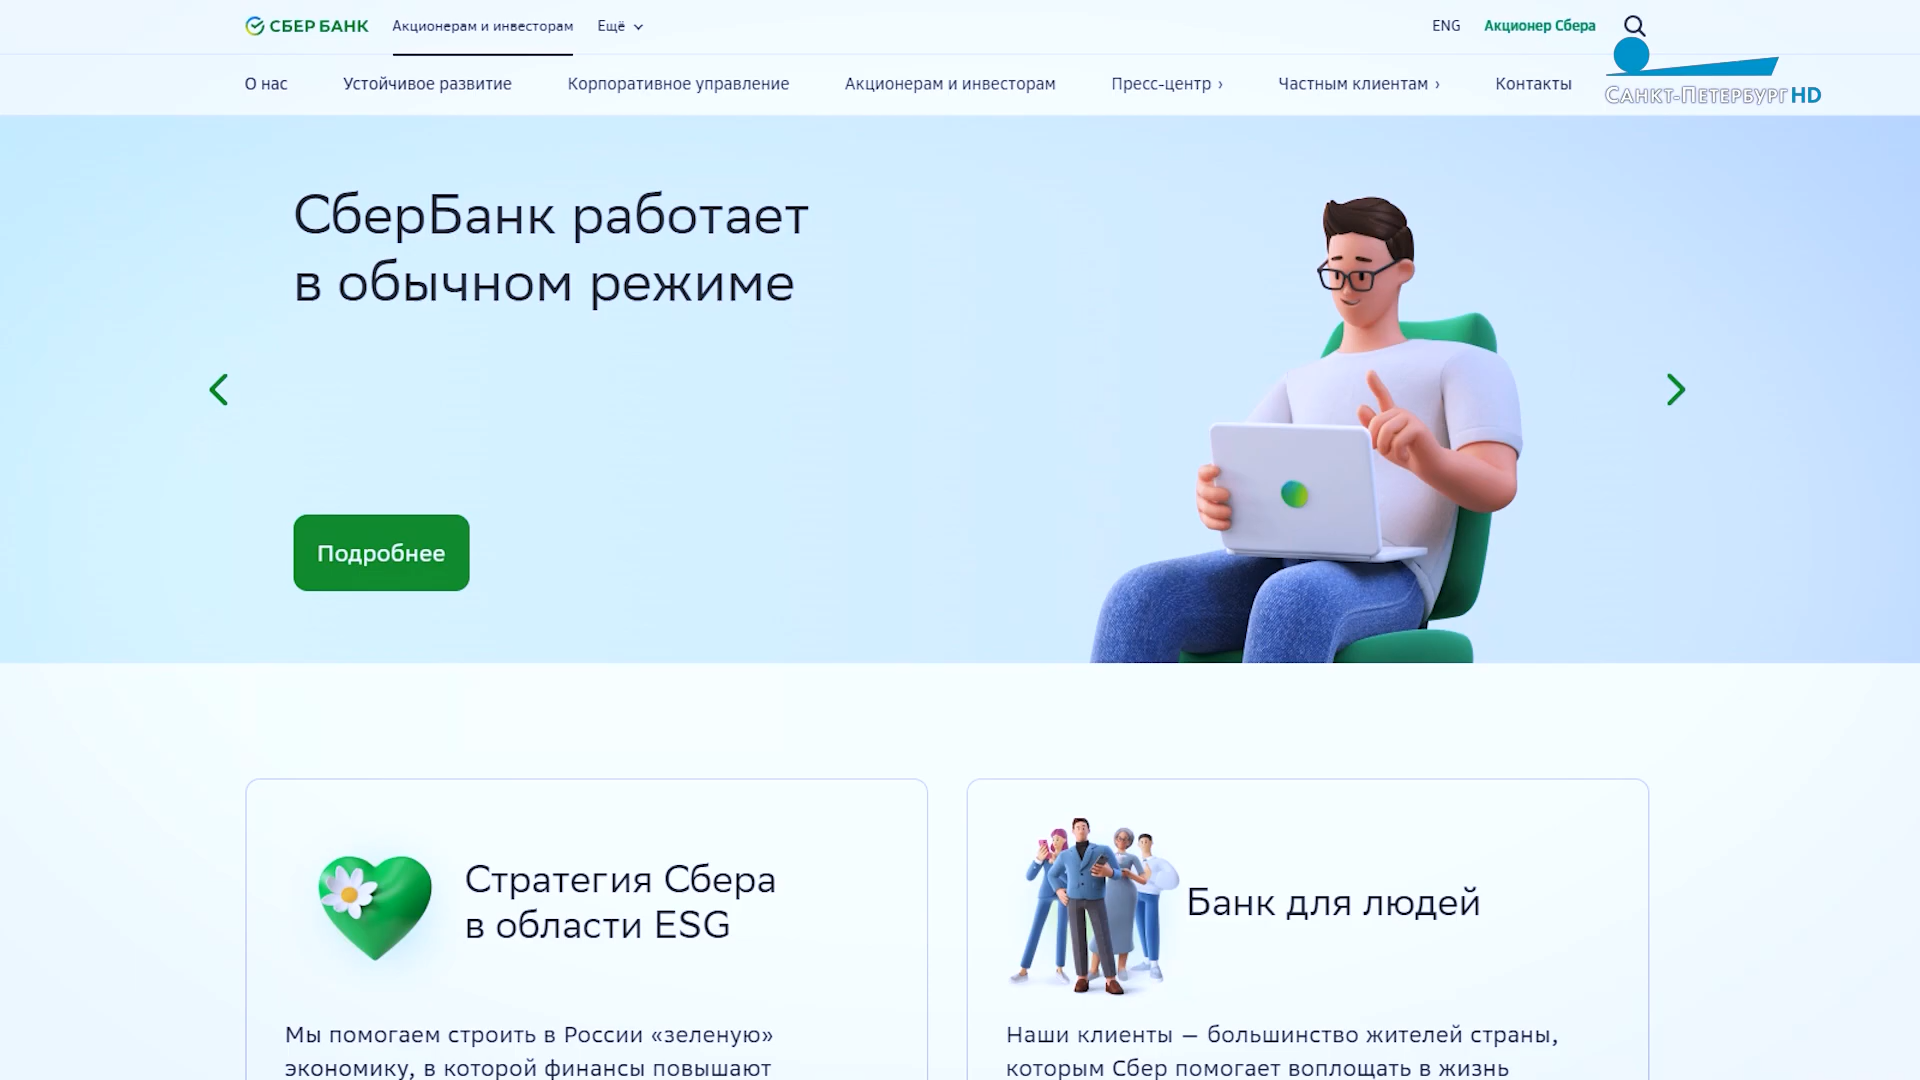 СБЕР БАНК
Акционерам и инвесторам
Ещё
ENG
Акционер Сбера
О нас
Устойчивое развитие
Корпоративное управление
Акционерам и инвесторам
Пресс-центр ›
Частным клиентам ›
Контакты
САНКТ-ПЕТЕРБУРГ HD
СберБанк работает
в обычном режиме
Подробнее
Стратегия Сбера
в области ESG
Банк для людей
Мы помогаем строить в России «зеленую»
экономику, в которой финансы повышают
Наши клиенты — большинство жителей страны,
которым Сбер помогает воплощать в жизнь